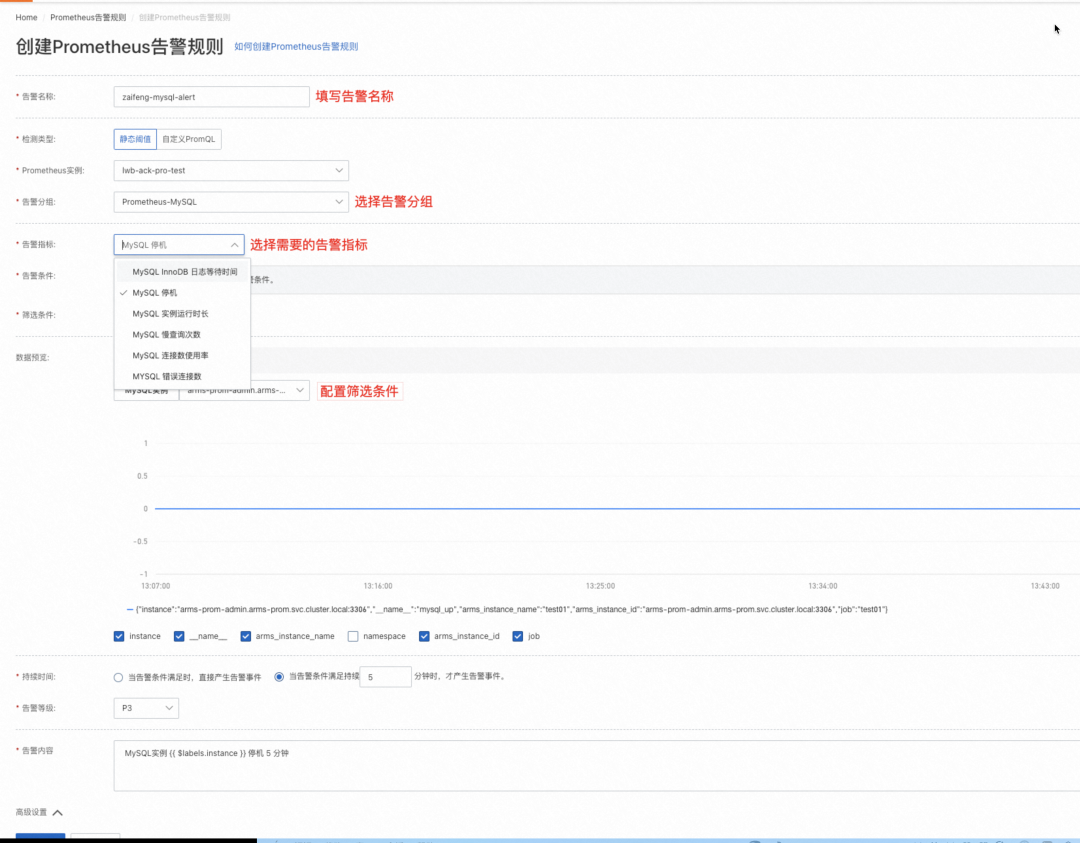 Home / Prometheus告警规则 / 创建Prometheus告警规则
创建Prometheus告警规则 如何创建Prometheus告警规则
* 告警名称: zaifeng-mysql-alert 填写告警名称
* 检测类型: 静态阈值 自定义PromQL
* Prometheus实例: lwb-ack-pro-test
* 告警分组: Prometheus-MySQL 选择告警分组
* 告警指标: MySQL 停机 选择需要的告警指标
MySQL InnoDB 日志等待时间
* 告警条件: 条件。
MySQL 停机
MySQL 实例运行时长
* 筛选条件:
MySQL 慢查询次数
数据预览: MySQL 连接数使用率
MYSQL 错误连接数
MySQL实例 arms-prom-admin.arms-... 配置筛选条件
1
0.5
0
-0.5
-1
13:07:00 13:16:00 13:25:00 13:34:00 13:43:00
{"instance":"arms-prom-admin.arms-prom.svc.cluster.local:3306","__name__":"mysql_up","arms_instance_name":"test01","arms_instance_id":"arms-prom-admin.arms-prom.svc.cluster.local:3306","job":"test01"}
instance __name__ arms_instance_name namespace arms_instance_id job
* 持续时间: 当告警条件满足时，直接产生告警事件 当告警条件满足持续 5 分钟时，才产生告警事件。
* 告警等级: P3
* 告警内容 MySQL实例 {{ $labels.instance }} 停机 5 分钟
高级设置